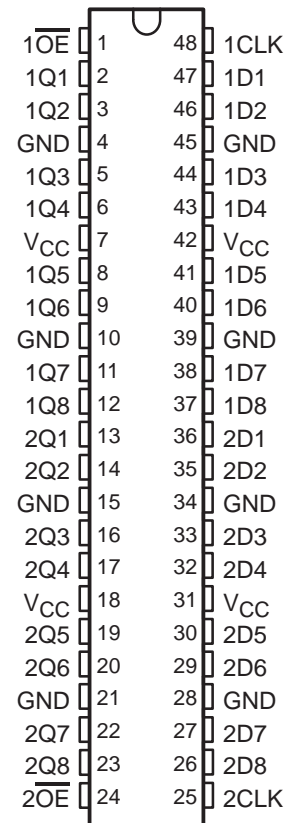 1O̅E̅ 1 48 1CLK
1Q1 2 47 1D1
1Q2 3 46 1D2
GND 4 45 GND
1Q3 5 44 1D3
1Q4 6 43 1D4
VCC 7 42 VCC
1Q5 8 41 1D5
1Q6 9 40 1D6
GND 10 39 GND
1Q7 11 38 1D7
1Q8 12 37 1D8
2Q1 13 36 2D1
2Q2 14 35 2D2
GND 15 34 GND
2Q3 16 33 2D3
2Q4 17 32 2D4
VCC 18 31 VCC
2Q5 19 30 2D5
2Q6 20 29 2D6
GND 21 28 GND
2Q7 22 27 2D7
2Q8 23 26 2D8
2O̅E̅ 24 25 2CLK